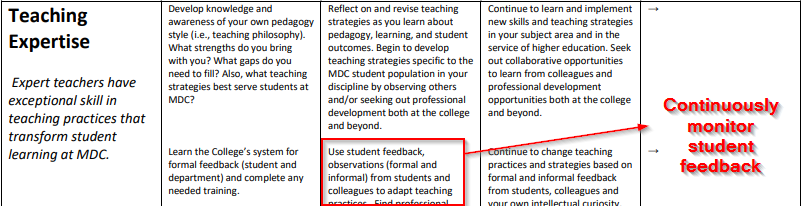 Teaching
Expertise
Expert teachers have
exceptional skill in
teaching practices that
transform student
learning at MDC.
Develop knowledge and
awareness of your own pedagogy
style (i.e., teaching philosophy).
What strengths do you bring
with you? What gaps do you
need to fill? Also, what teaching
strategies best serve students at
MDC?
Reflect on and revise teaching
strategies as you learn about
pedagogy, learning, and student
outcomes. Begin to develop
teaching strategies specific to the
MDC student population in your
discipline by observing others
and/or seeking out professional
development both at the college
and beyond.
Continue to learn and implement
new skills and teaching strategies
in your subject area and in the
service of higher education. Seek
out collaborative opportunities
to learn from colleagues and
professional development
opportunities both at the college
and beyond.
→
Learn the College's system for
formal feedback (student and
department) and complete any
needed training.
Use student feedback,
observations (formal and
informal) from students and
colleagues to adapt teaching
practices. Find professional
Continue to change teaching
practices and strategies based on
formal and informal feedback
from students, colleagues and
your own intellectual curiosity
→
Continuously
monitor
student
feedback